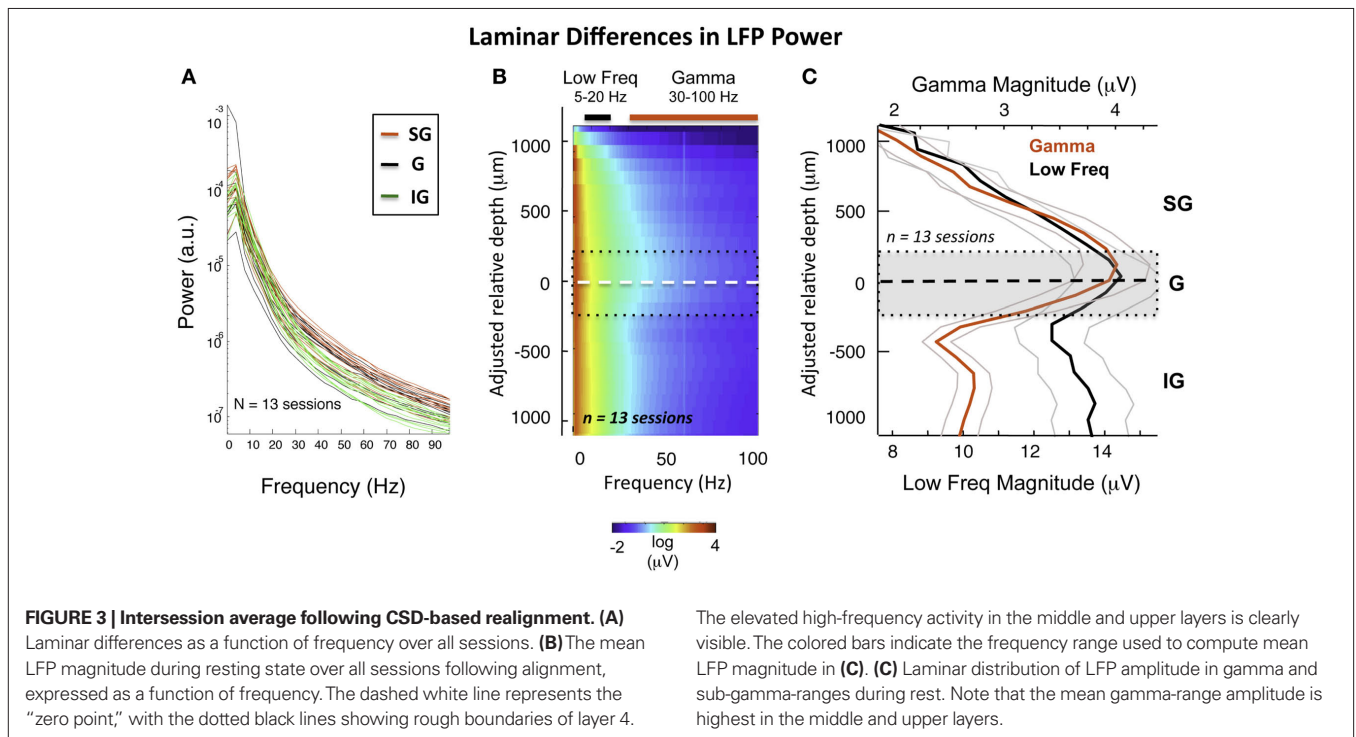 Laminar Differences in LFP Power
A
10
-3
10
-4
10
-5
10
-6
10
7
Power (a.u.)
SG
G
IG
N = 13 sessions
0 10 20 30 40 50 60 70 80 90
Frequency (Hz)
B
Low Freq
5-20 Hz
Gamma
30-100 Hz
Adjusted relative depth (μm)
1000
500
0
-500
1000
n = 13 sessions
0 50 100
Frequency (Hz)
-2 log 4
(μV)
C
Gamma Magnitude (μV)
2 3 4
Adjusted relative depth (μm)
1000
500
0
-500
1000
Gamma
Low Freq
n = 13 sessions
SG
G
IG
8 10 12 14
Low Freq Magnitude (μV)
FIGURE 3 | Intersession average following CSD-based realignment. (A)
Laminar differences as a function of frequency over all sessions. (B) The mean
LFP magnitude during resting state over all sessions following alignment,
expressed as a function of frequency. The dashed white line represents the
"zero point," with the dotted black lines showing rough boundaries of layer 4.
The elevated high-frequency activity in the middle and upper layers is clearly
visible. The colored bars indicate the frequency range used to compute mean
LFP magnitude in (C). (C) Laminar distribution of LFP amplitude in gamma and
sub-gamma-ranges during rest. Note that the mean gamma-range amplitude is
highest in the middle and upper layers.